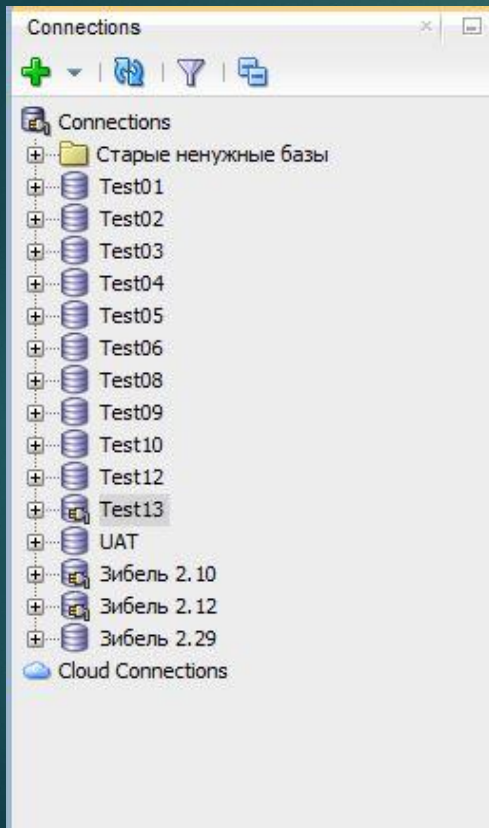 Connections
Connections
Старые ненужные базы
Test01
Test02
Test03
Test04
Test05
Test06
Test08
Test09
Test10
Test12
Test13
UAT
Зибель 2.10
Зибель 2.12
Зибель 2.29
Cloud Connections